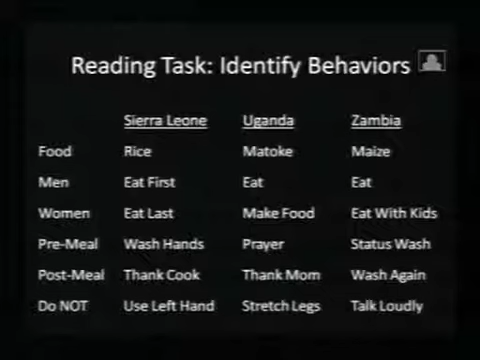 Reading Task: Identify Behaviors
Sierra Leone Uganda Zambia
Food Rice Matoke Maize
Men Eat First Eat Eat
Women Eat Last Make Food Eat With Kids
Pre-Meal Wash Hands Prayer Status Wash
Post-Meal Thank Cook Thank Mom Wash Again
Do NOT Use Left Hand Stretch Legs Talk Loudly